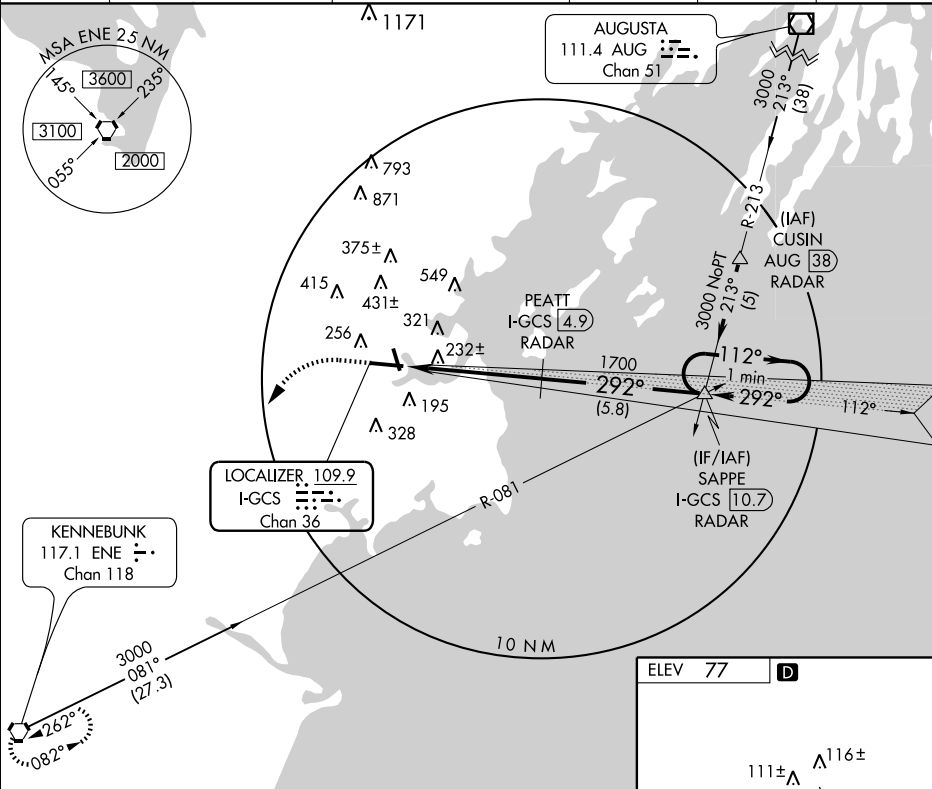 1171
AUGUSTA
111.4 AUG
Chan 51
MSA ENE 25 NM
145°
3600
235°
3100
2000
055°
3000
213°
(38)
R-213
793
871
375±
415
431±
549
321
256
232±
195
328
(IAF)
CUSIN
AUG 38
RADAR
3000 NoPT
213°
(5)
PEATT
I-GCS 4.9
RADAR
1700
292°
(5.8)
112°
1 min
292°
112°
(IF/IAF)
SAPPE
I-GCS 10.7
RADAR
LOCALIZER 109.9
I-GCS
Chan 36
R-081
KENNEBUNK
117.1 ENE
Chan 118
3000
081°
(27.3)
262°
082°
10 NM
ELEV 77 D
111±
116±